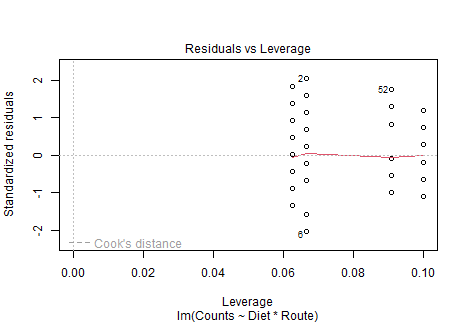 Residuals vs Leverage
Standardized residuals
2
1
0
-1
-2
2
52
6
Cook's distance
0.00
0.02
0.04
0.06
0.08
0.10
Leverage
lm(Counts ~ Diet * Route)